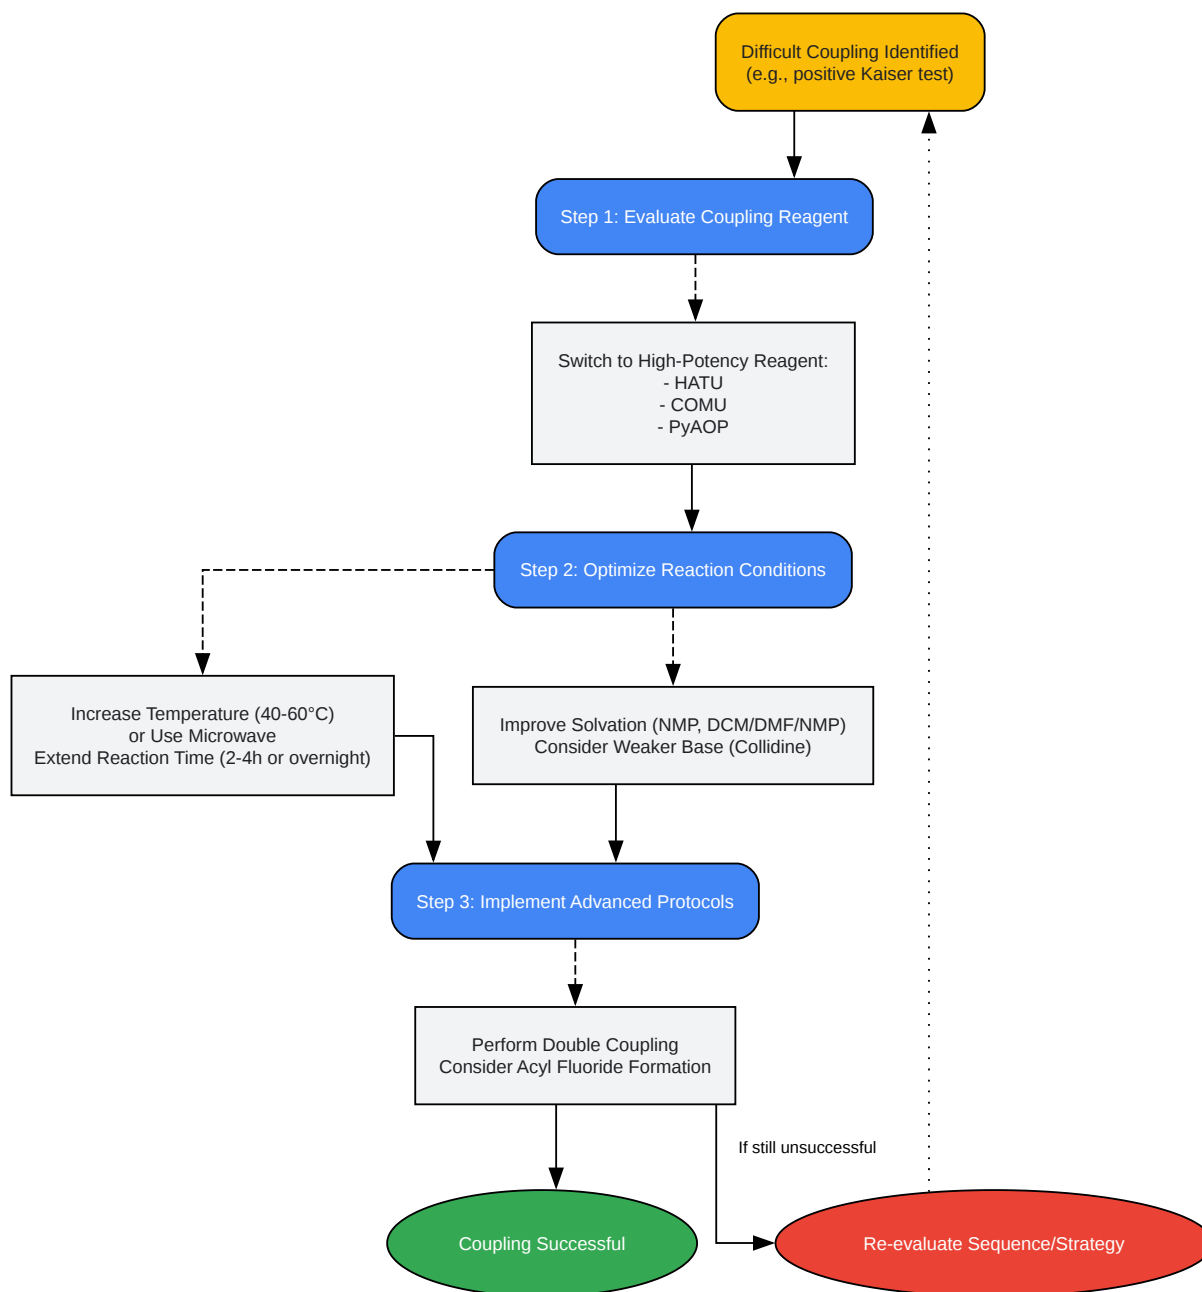 Difficult Coupling Identified
(e.g., positive Kaiser test)
Step 1: Evaluate Coupling Reagent
Switch to High-Potency Reagent:
- HATU
- COMU
- PyAOP
Step 2: Optimize Reaction Conditions
Increase Temperature (40-60°C)
or Use Microwave
Extend Reaction Time (2-4h or overnight)
Improve Solvation (NMP, DCM/DMF/NMP)
Consider Weaker Base (Collidine)
Step 3: Implement Advanced Protocols
Perform Double Coupling
Consider Acyl Fluoride Formation
If still unsuccessful
Coupling Successful
Re-evaluate Sequence/Strategy